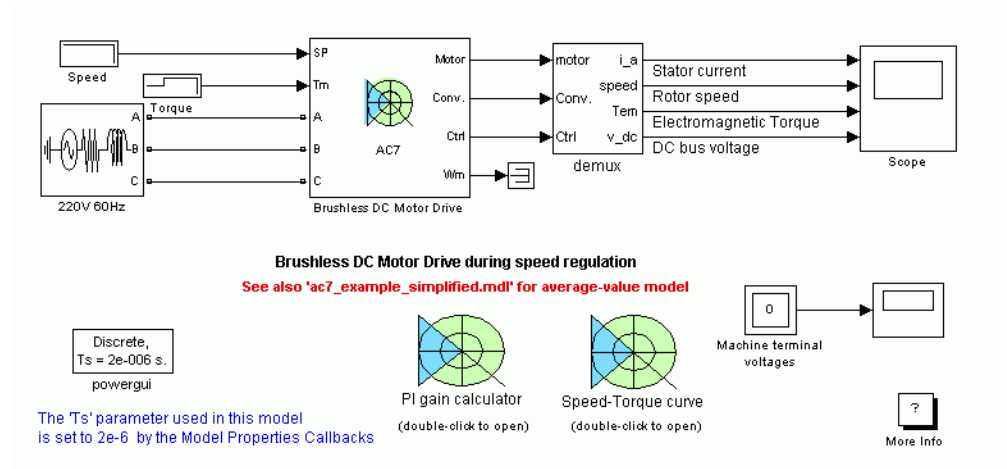 Speed
Torque
A
B
C
220V 60Hz
SP
Tm
A
B
C
Motor
Conv.
Ctrl
Wm
AC7
Brushless DC Motor Drive
motor
Conv.
Ctrl
i_a
speed
Tem
v_dc
demux
Stator current
Rotor speed
Electromagnetic Torque
DC bus voltage
Scope
Brushless DC Motor Drive during speed regulation
See also 'ac7_example_simplified.mdl' for average-value model
Discrete,
Ts = 2e-006 s.
powergui
The 'Ts' parameter used in this model
is set to 2e-6 by the Model Properties Callbacks
PI gain calculator
(double-click to open)
Speed-Torque curve
(double-click to open)
0
Machine terminal
voltages
?
More Info